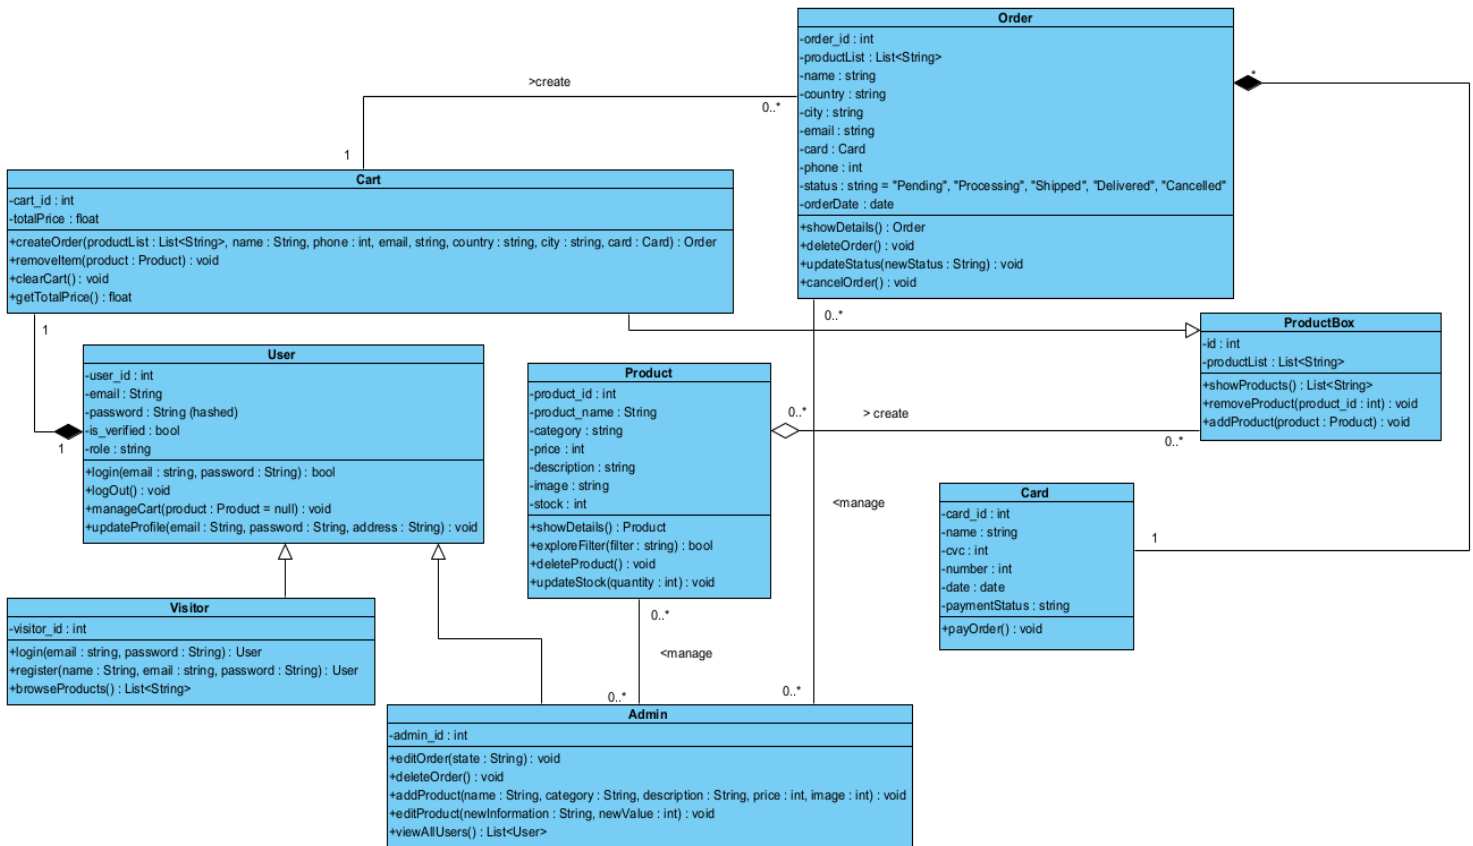 Order
-order_id : int
-productList : List<String>
-name : string
-country : string
-city : string
-email : string
-card : Card
-phone : int
-status : string = "Pending", "Processing", "Shipped", "Delivered", "Cancelled"
-orderDate : date
+showDetails() : Order
+deleteOrder() : void
+updateStatus(newStatus : String) : void
+cancelOrder() : void
*
>create
0..*
1
Cart
-cart_id : int
-totalPrice : float
+createOrder(productList : List<String>, name : String, phone : int, email, string, country : string, city : string, card : Card) : Order
+removeItem(product : Product) : void
+clearCart() : void
+getTotalPrice() : float
1
1
0..*
User
-user_id : int
-email : String
-password : String (hashed)
-is_verified : bool
-role : string
+login(email : string, password : String) : bool
+logOut() : void
+manageCart(product : Product = null) : void
+updateProfile(email : String, password : String, address : String) : void
Product
-product_id : int
-product_name : String
-category : string
-price : int
-description : string
-image : string
-stock : int
+showDetails() : Product
+exploreFilter(filter : string) : bool
+deleteProduct() : void
+updateStock(quantity : int) : void
ProductBox
-id : int
-productList : List<String>
+showProducts() : List<String>
+removeProduct(product_id : int) : void
+addProduct(product : Product) : void
0..*
> create
0..*
<manage
Card
-card_id : int
-name : string
-cvc : int
-number : int
-date : date
-paymentStatus : string
+payOrder() : void
1
Visitor
-visitor_id : int
+login(email : string, password : String) : User
+register(name : String, email : string, password : String) : User
+browseProducts() : List<String>
0..*
<manage
0..*
0..*
Admin
-admin_id : int
+editOrder(state : String) : void
+deleteOrder() : void
+addProduct(name : String, category : String, description : String, price : int, image : int) : void
+editProduct(newInformation : String, newValue : int) : void
+viewAllUsers() : List<User>